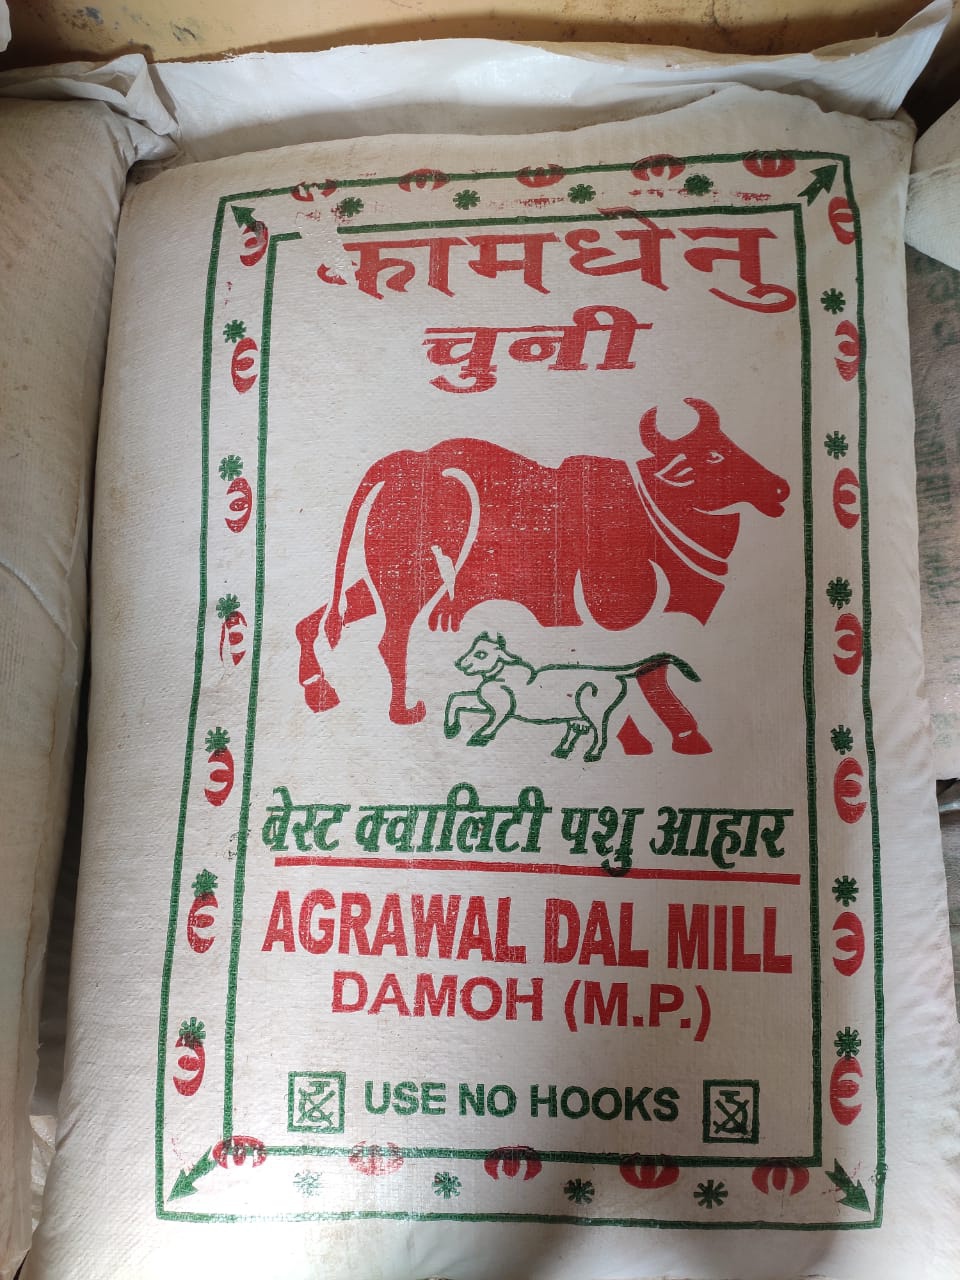 कामधेनु
चुनी
बेस्ट क्वालिटी पशु आहार
AGRAWAL DAL MILL
DAMOH (M.P.)
USE NO HOOKS